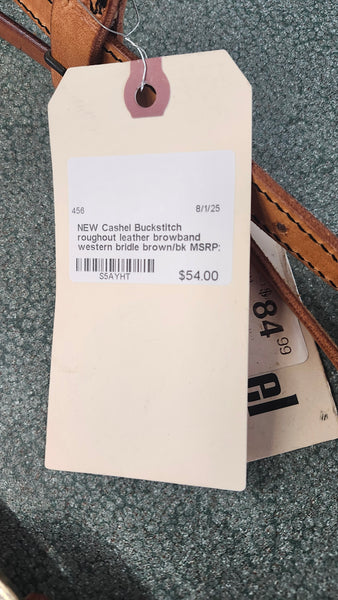 456 8/1/25
NEW Cashel Buckstitch
roughout leather browband
western bridle brown/bk MSRP:
S5AYHT $54.00
84 99
el